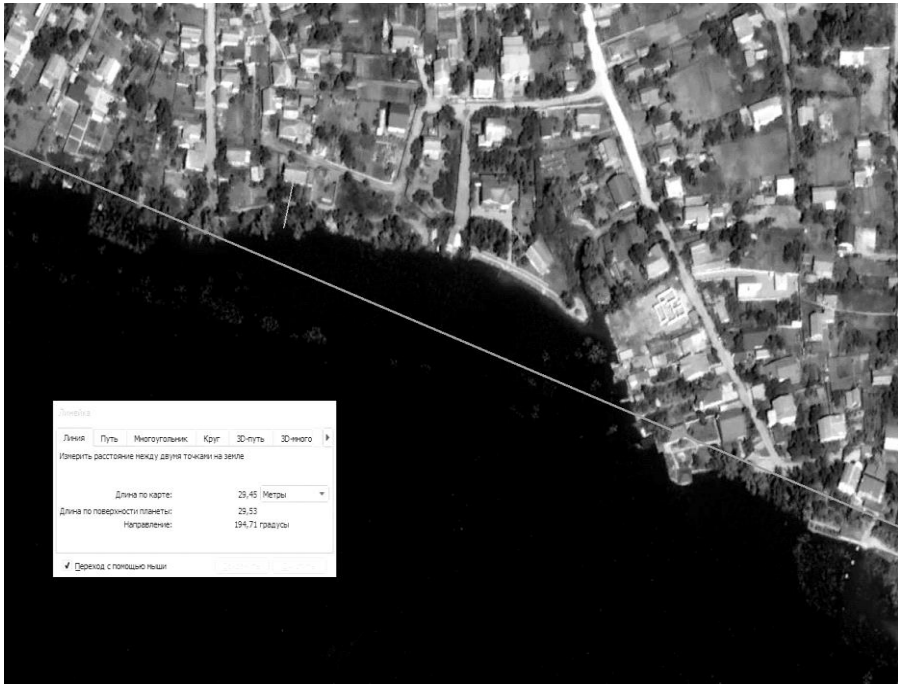 Линейка
Линия Путь Многоугольник Круг 3D-путь 3D-много
Измерить расстояние между двумя точками на земле
Длина по карте: 29,45 Метры
Длина по поверхности планеты: 29,53
Направление: 194,71 градусы
Переход с помощью мыши